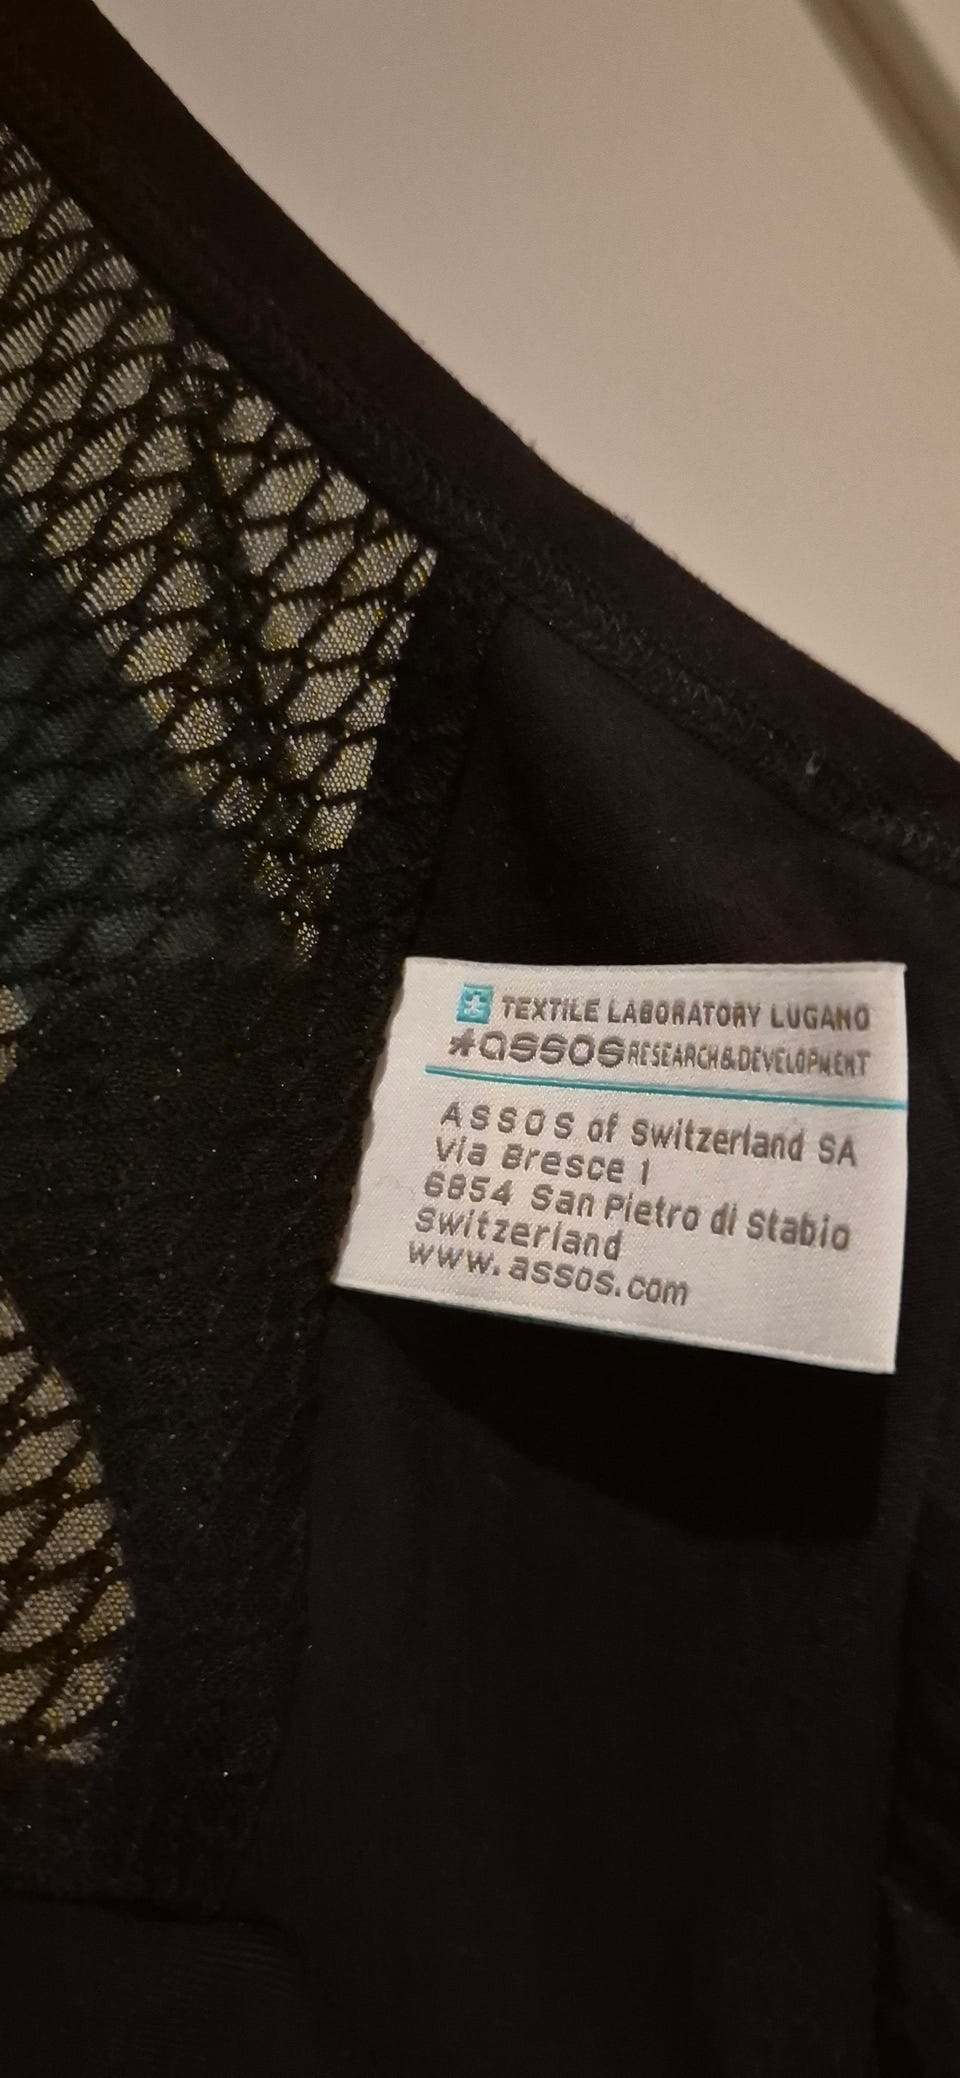 TEXTILE LABORATORY LUGANO
assos RESEARCH&DEVELOPMENT
ASSOS of Switzerland SA
Via Bresce 1
6854 San Pietro di Stabio
Switzerland
www.assos.com